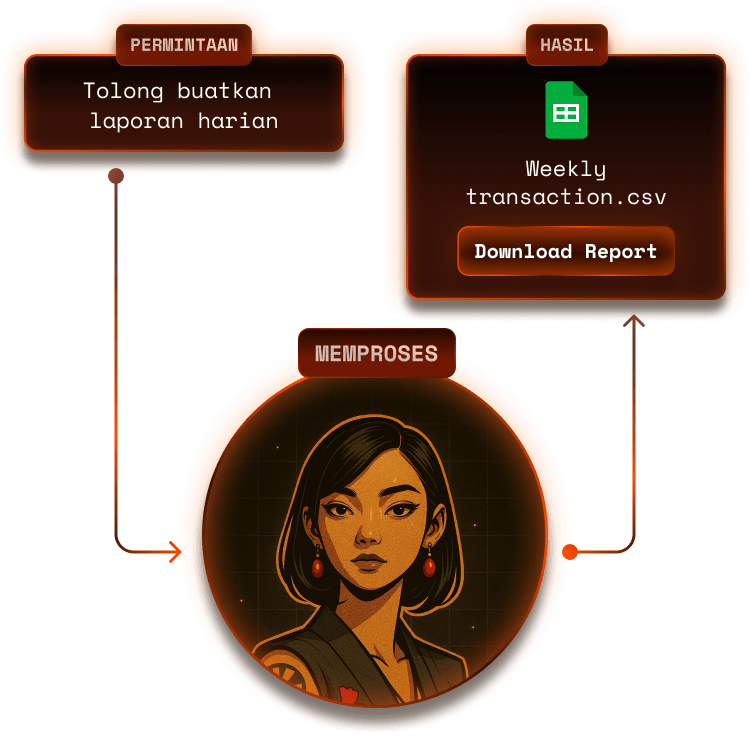 PERMINTAAN
Tolong buatkan
laporan harian
HASIL
Weekly
transaction.csv
Download Report
MEMPROSES